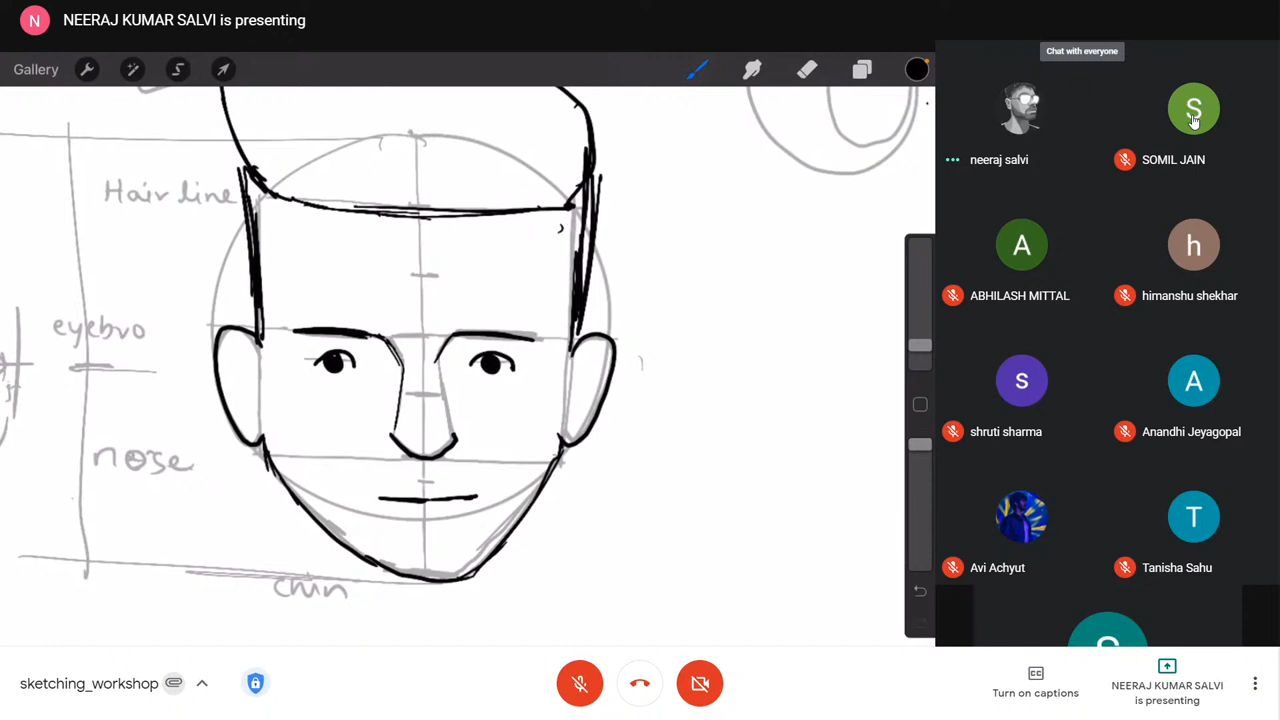 N
NEERAJ KUMAR SALVI is presenting
Gallery
Chat with everyone
S
neeraj salvi
SOMIL JAIN
Hair line
A
h
ABHILASH MITTAL
himanshu shekhar
eyebro
s
A
shruti sharma
Anandhi Jeyagopal
nose
T
Avi Achyut
Tanisha Sahu
chin
sketching_workshop
CC
Turn on captions
NEERAJ KUMAR SALVI
is presenting